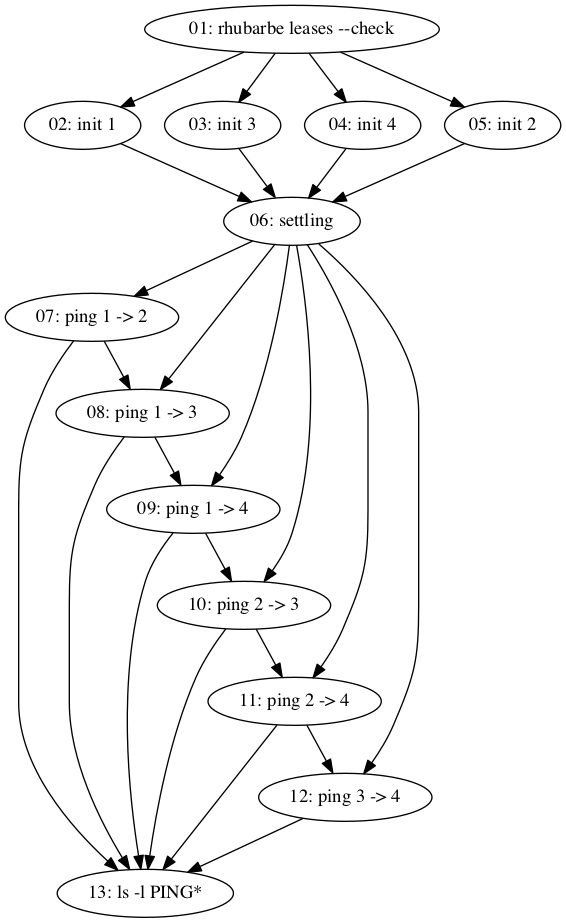 01: rhubarbe leases --check
02: init 1
03: init 3
04: init 4
05: init 2
06: settling
07: ping 1 -> 2
08: ping 1 -> 3
09: ping 1 -> 4
10: ping 2 -> 3
11: ping 2 -> 4
12: ping 3 -> 4
13: ls -l PING*